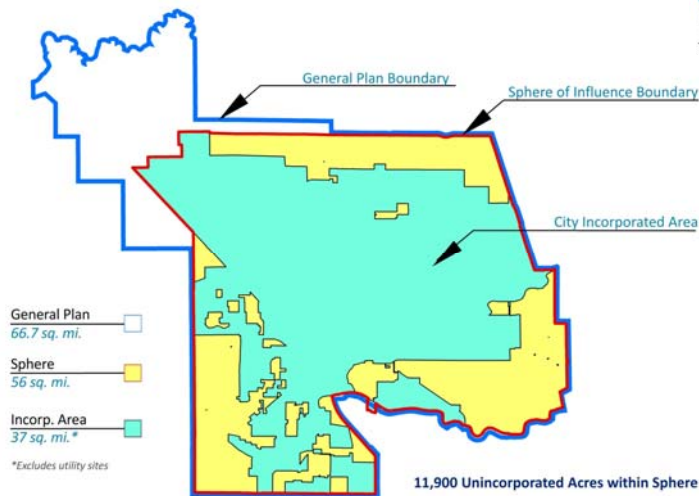 General Plan Boundary
Sphere of Influence Boundary
City Incorporated Area
General Plan
66.7 sq. mi.
Sphere
56 sq. mi.
Incorp. Area
37 sq. mi.*
*Excludes utility sites
11,900 Unincorporated Acres within Sphere